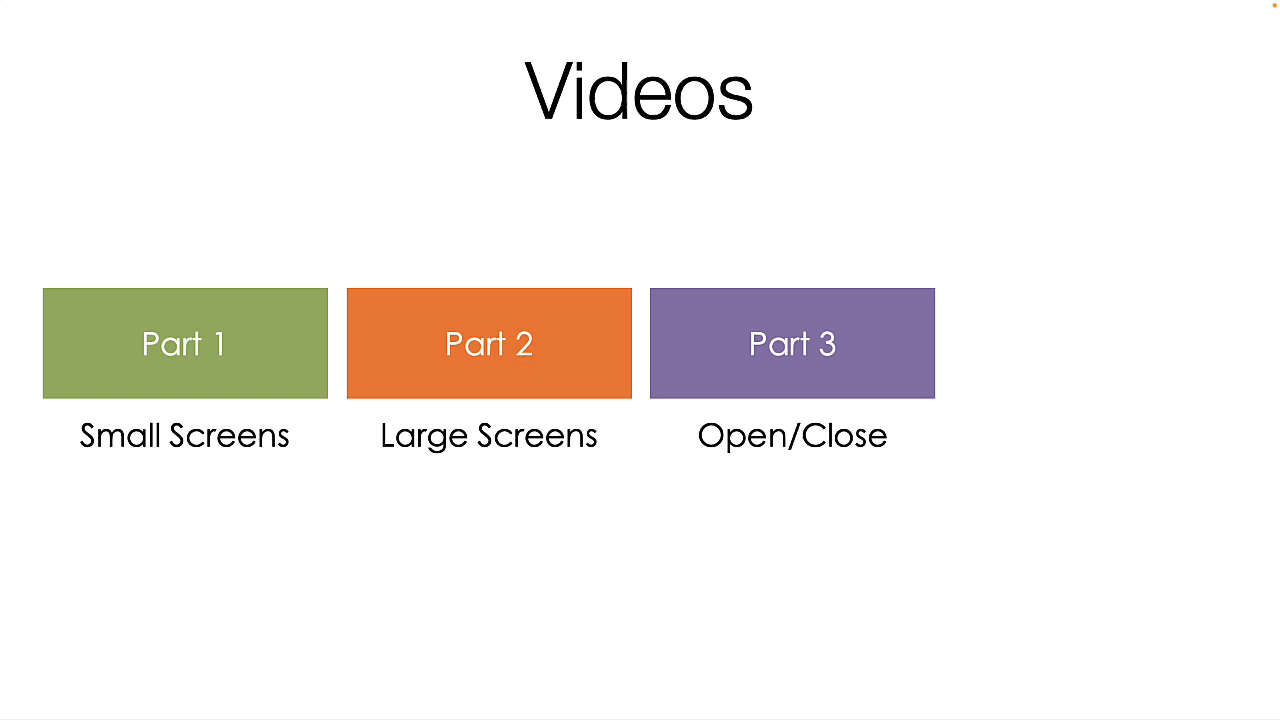 Videos
Part 1
Part 2
Part 3
Small Screens
Large Screens
Open/Close